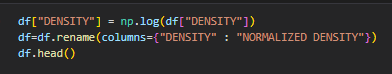 df["DENSITY"] = np.log(df["DENSITY"])
df=df.rename(columns={"DENSITY" : "NORMALIZED DENSITY"})
df.head()